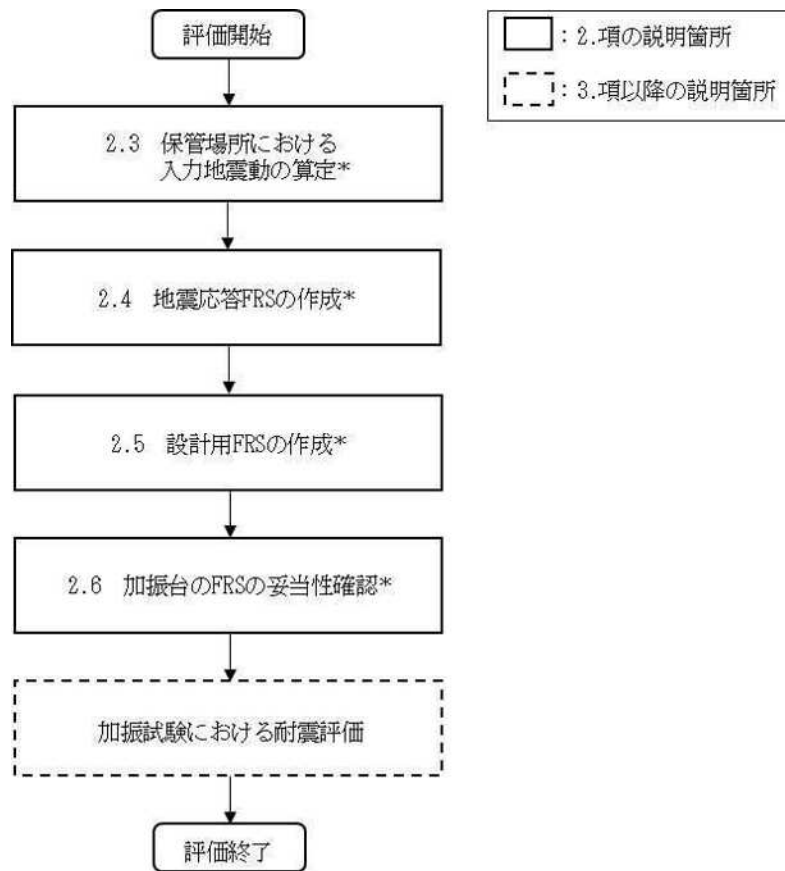 評価開始
□：2.項の説明箇所
：3.項以降の説明箇所
2.3 保管場所における
入力地震動の算定*
2.4 地震応答FRSの作成*
2.5 設計用FRSの作成*
2.6 加振台のFRSの妥当性確認*
加振試験における耐震評価
評価終了